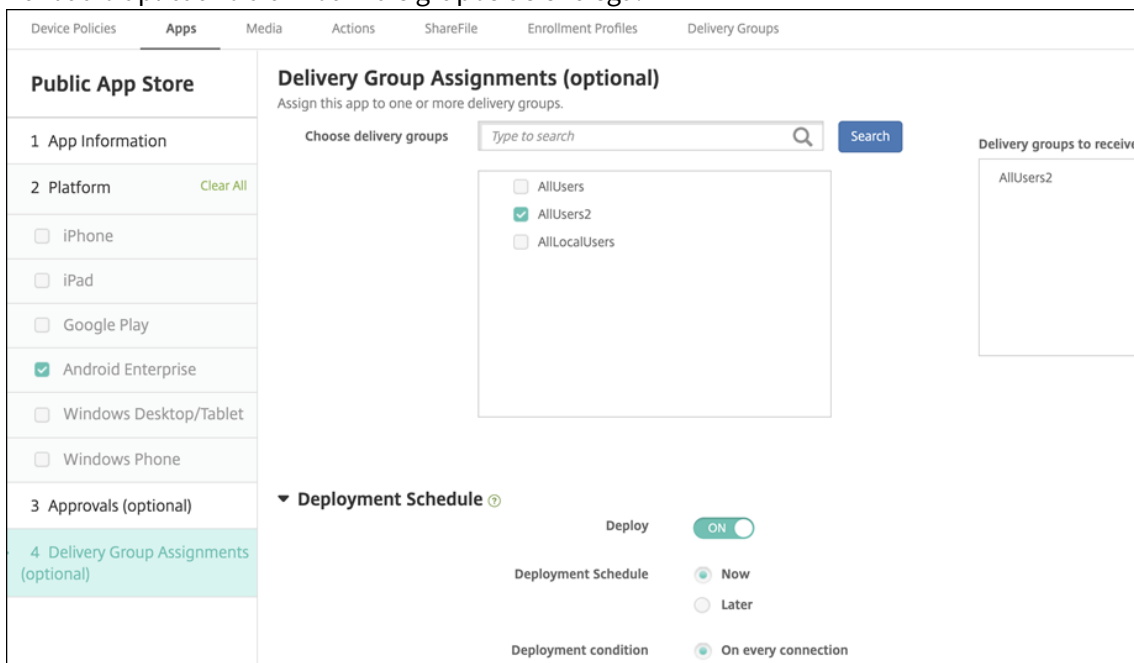 Device Policies Apps Media Actions ShareFile Enrollment Profiles Delivery Groups
Public App Store
1 App Information
2 Platform Clear All
iPhone
iPad
Google Play
Android Enterprise
Windows Desktop/Tablet
Windows Phone
3 Approvals (optional)
4 Delivery Group Assignments
(optional)
Delivery Group Assignments (optional)
Assign this app to one or more delivery groups.
Choose delivery groups Type to search Search
AllUsers
AllUsers2
AllLocalUsers
Delivery groups to receive
AllUsers2
Deployment Schedule ?
Deploy ON
Deployment Schedule Now
Later
Deployment condition On every connection